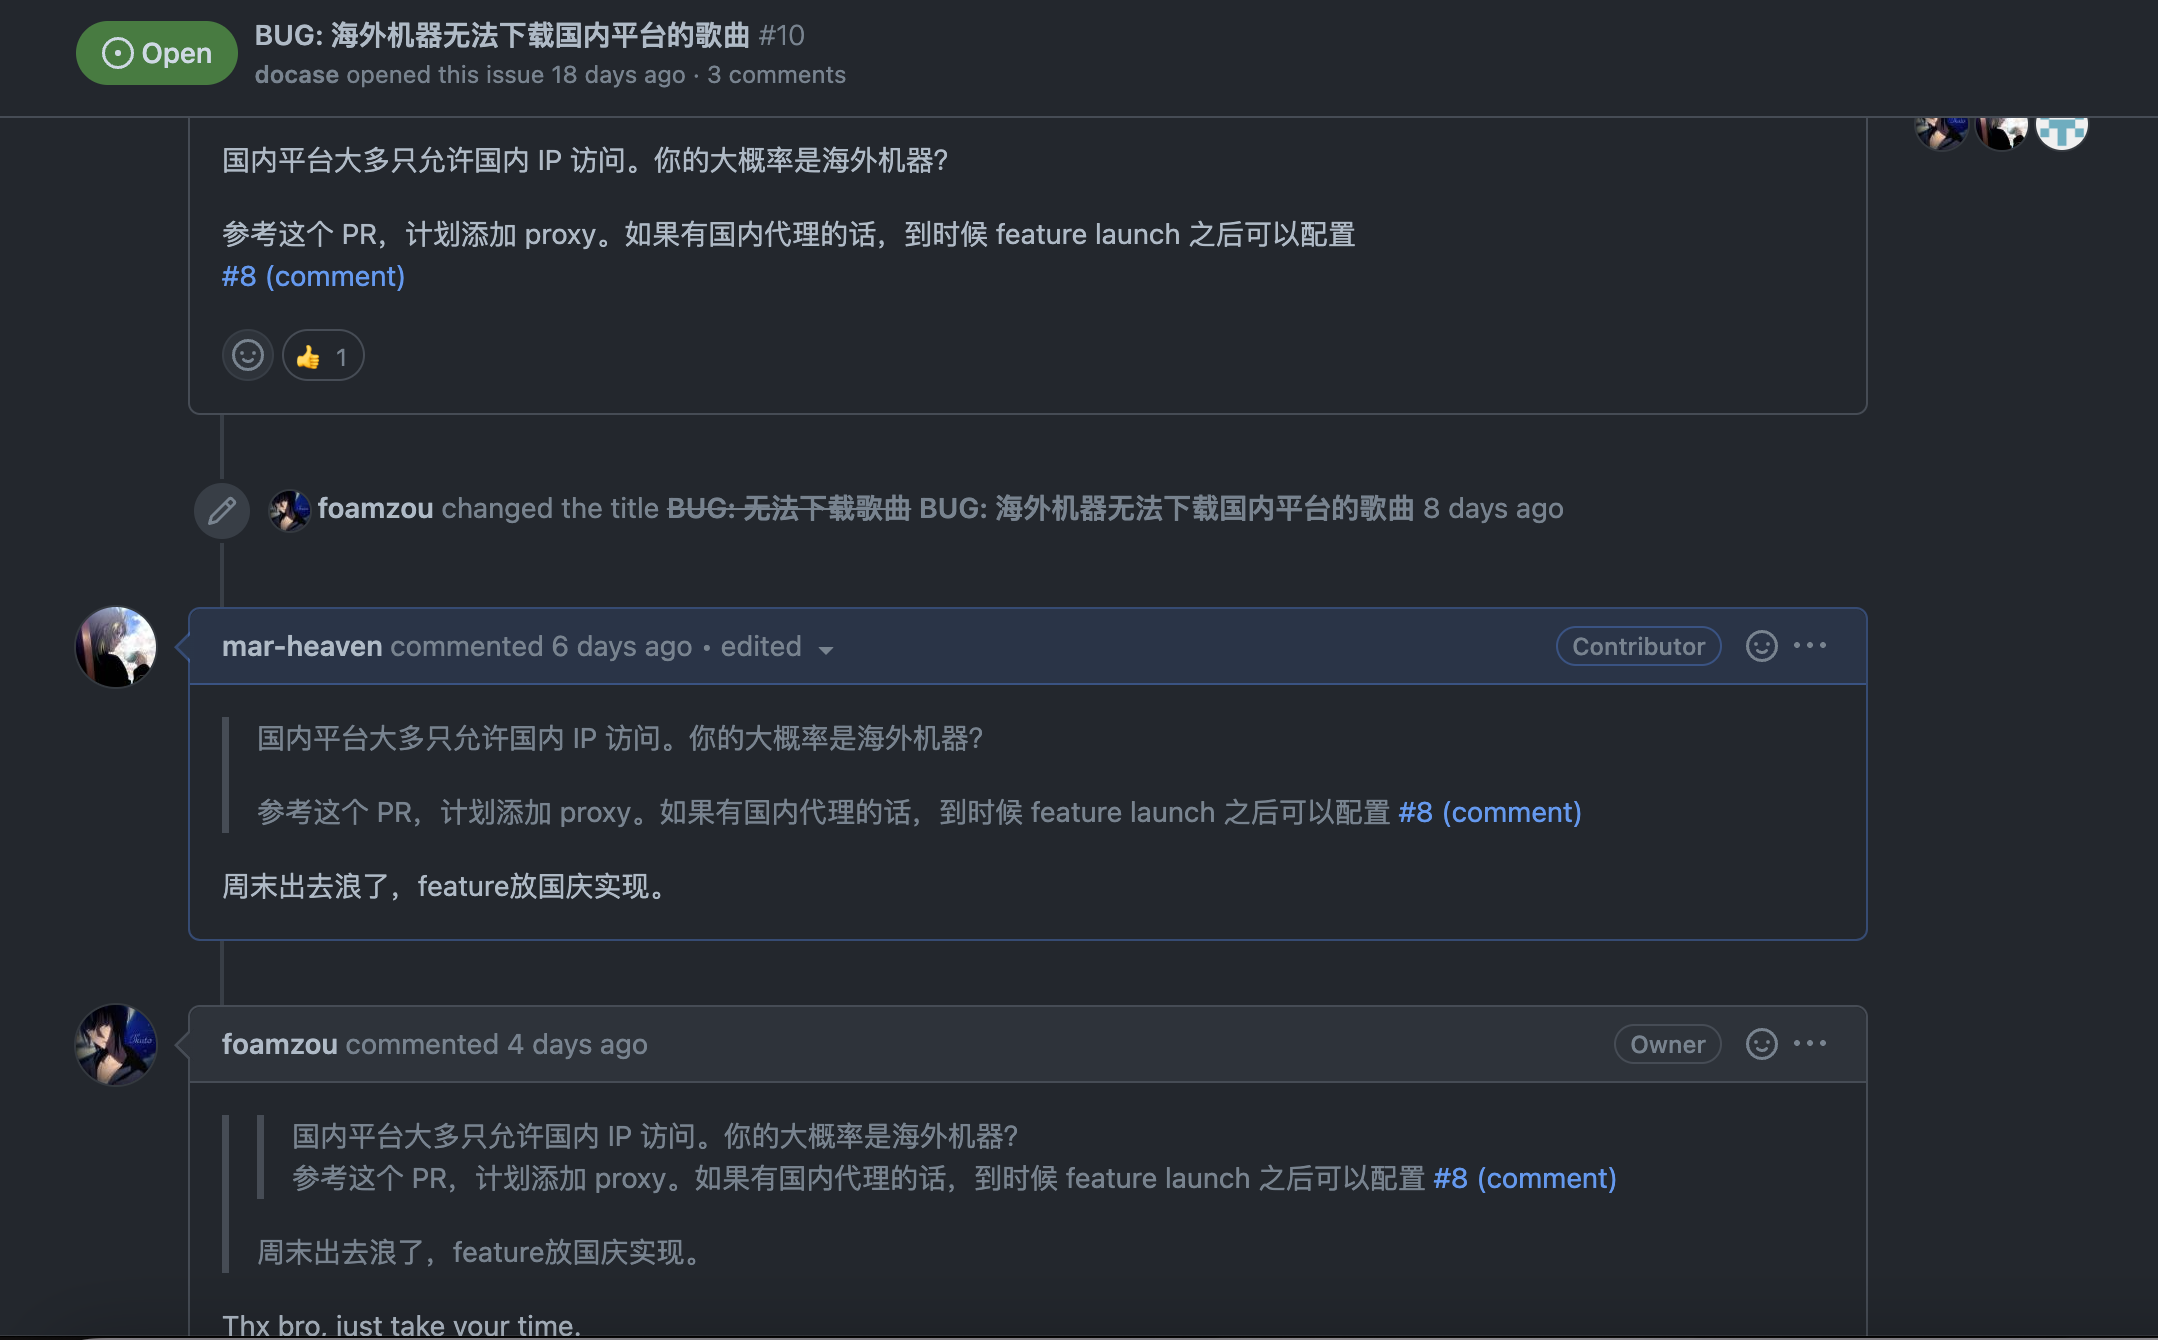 Open
BUG: 海外机器无法下载国内平台的歌曲 #10
docase opened this issue 18 days ago · 3 comments
国内平台大多只允许国内 IP 访问。你的大概率是海外机器?
参考这个 PR，计划添加 proxy。如果有国内代理的话，到时候 feature launch 之后可以配置
#8 (comment)
👍 1
foamzou changed the title BUG: 无法下载歌曲 BUG: 海外机器无法下载国内平台的歌曲 8 days ago
mar-heaven commented 6 days ago • edited
Contributor
国内平台大多只允许国内 IP 访问。你的大概率是海外机器?
参考这个 PR，计划添加 proxy。如果有国内代理的话，到时候 feature launch 之后可以配置 #8 (comment)
周末出去浪了，feature放国庆实现。
foamzou commented 4 days ago
Owner
国内平台大多只允许国内 IP 访问。你的大概率是海外机器?
参考这个 PR，计划添加 proxy。如果有国内代理的话，到时候 feature launch 之后可以配置 #8 (comment)
周末出去浪了，feature放国庆实现。
Thx bro, just take your time.